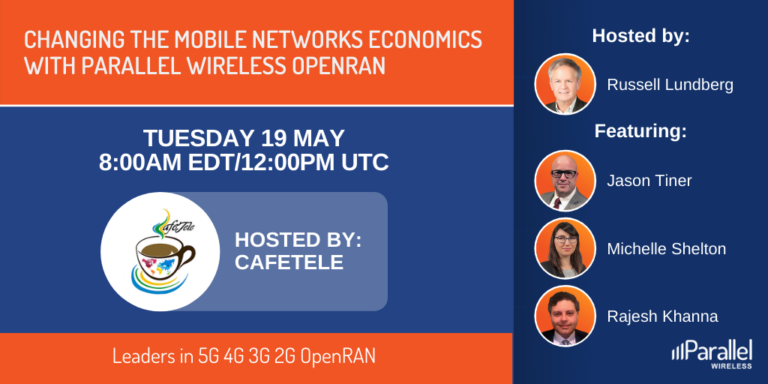 CHANGING THE MOBILE NETWORKS ECONOMICS
WITH PARALLEL WIRELESS OPENRAN
TUESDAY 19 MAY
8:00AM EDT/12:00PM UTC
CafeTele
HOSTED BY:
CAFETELE
Leaders in 5G 4G 3G 2G OpenRAN
Hosted by:
Russell Lundberg
Featuring:
Jason Tiner
Michelle Shelton
Rajesh Khanna
Parallel
WIRELESS